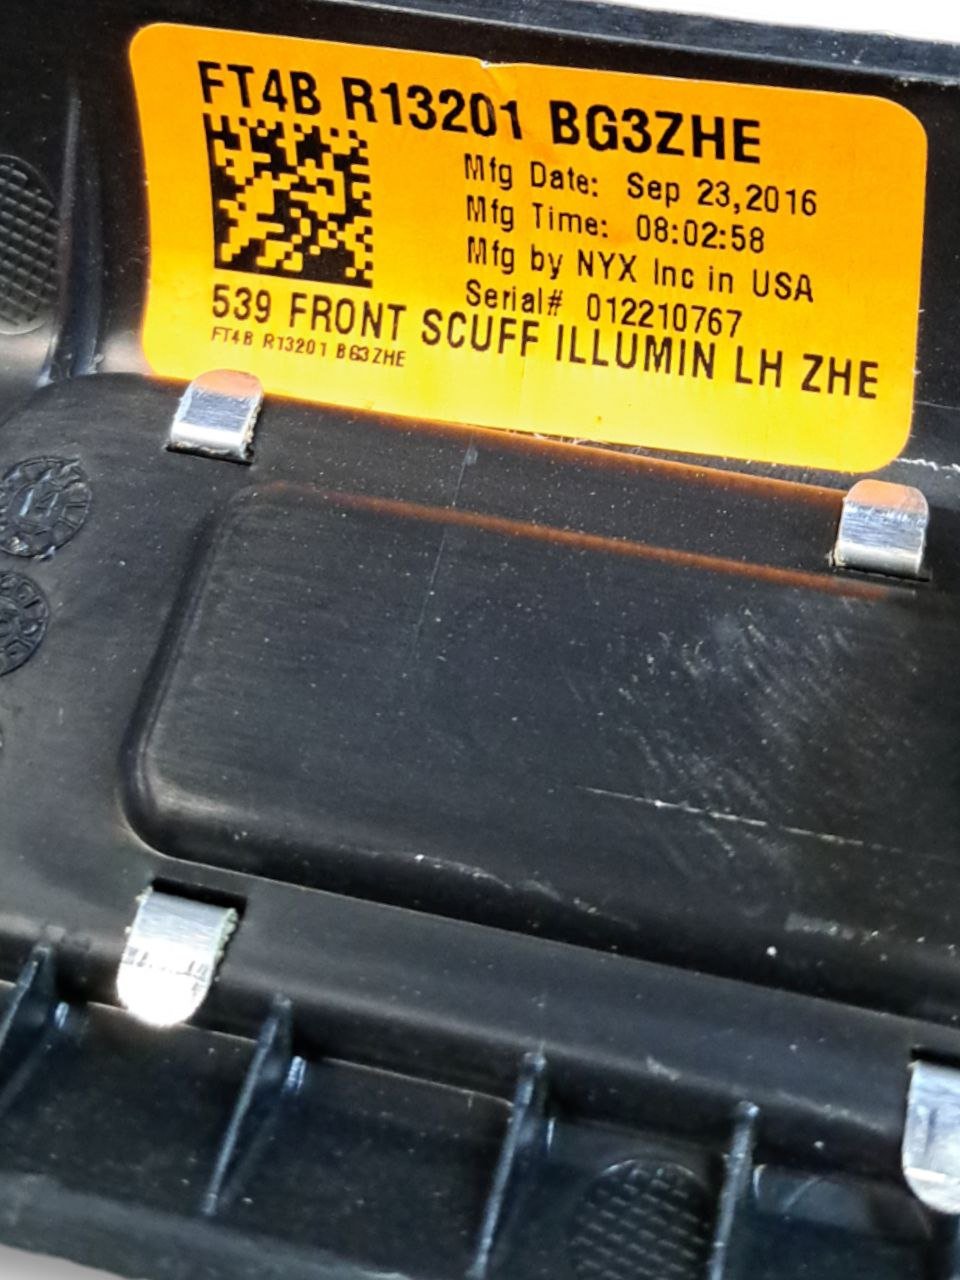 FT4B R13201 BG3ZHE
Mfg Date: Sep 23,2016
Mfg Time: 08:02:58
Mfg by NYX Inc in USA
Serial# 012210767
539 FRONT SCUFF ILLUMIN LH ZHE
FT4B R13201 BG3ZHE